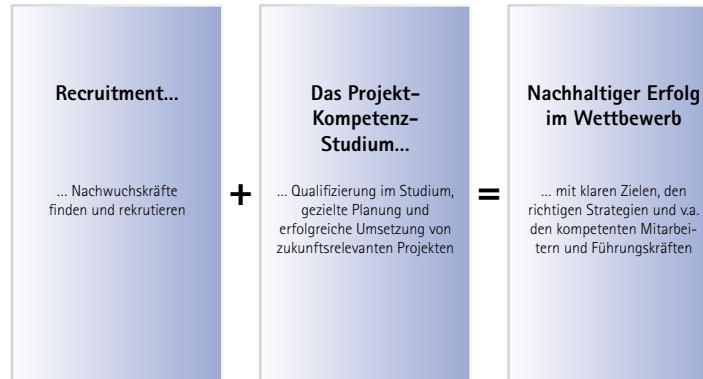 Recruitment...
... Nachwuchskräfte
finden und rekrutieren
+
Das Projekt-
Kompetenz-
Studium...
... Qualifizierung im Studium,
gezielte Planung und
erfolgreiche Umsetzung von
zukunftsrelevanten Projekten
=
Nachhaltiger Erfolg
im Wettbewerb
... mit klaren Zielen, den
richtigen Strategien und v.a.
den kompetenten Mitarbei-
tern und Führungskräften